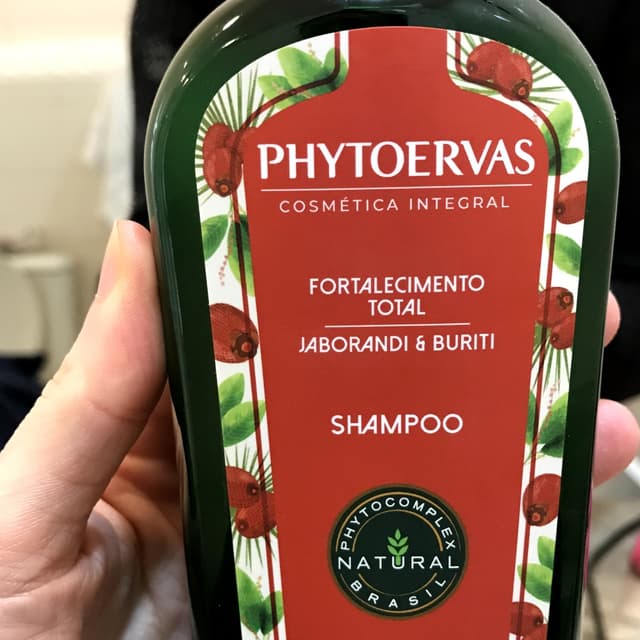 PHYTOERVAS
COSMÉTICA INTEGRAL
FORTALECIMENTO
TOTAL
JABORANDI & BURITI
SHAMPOO
PHYTOCOMPLEX
NATURAL
BRASIL